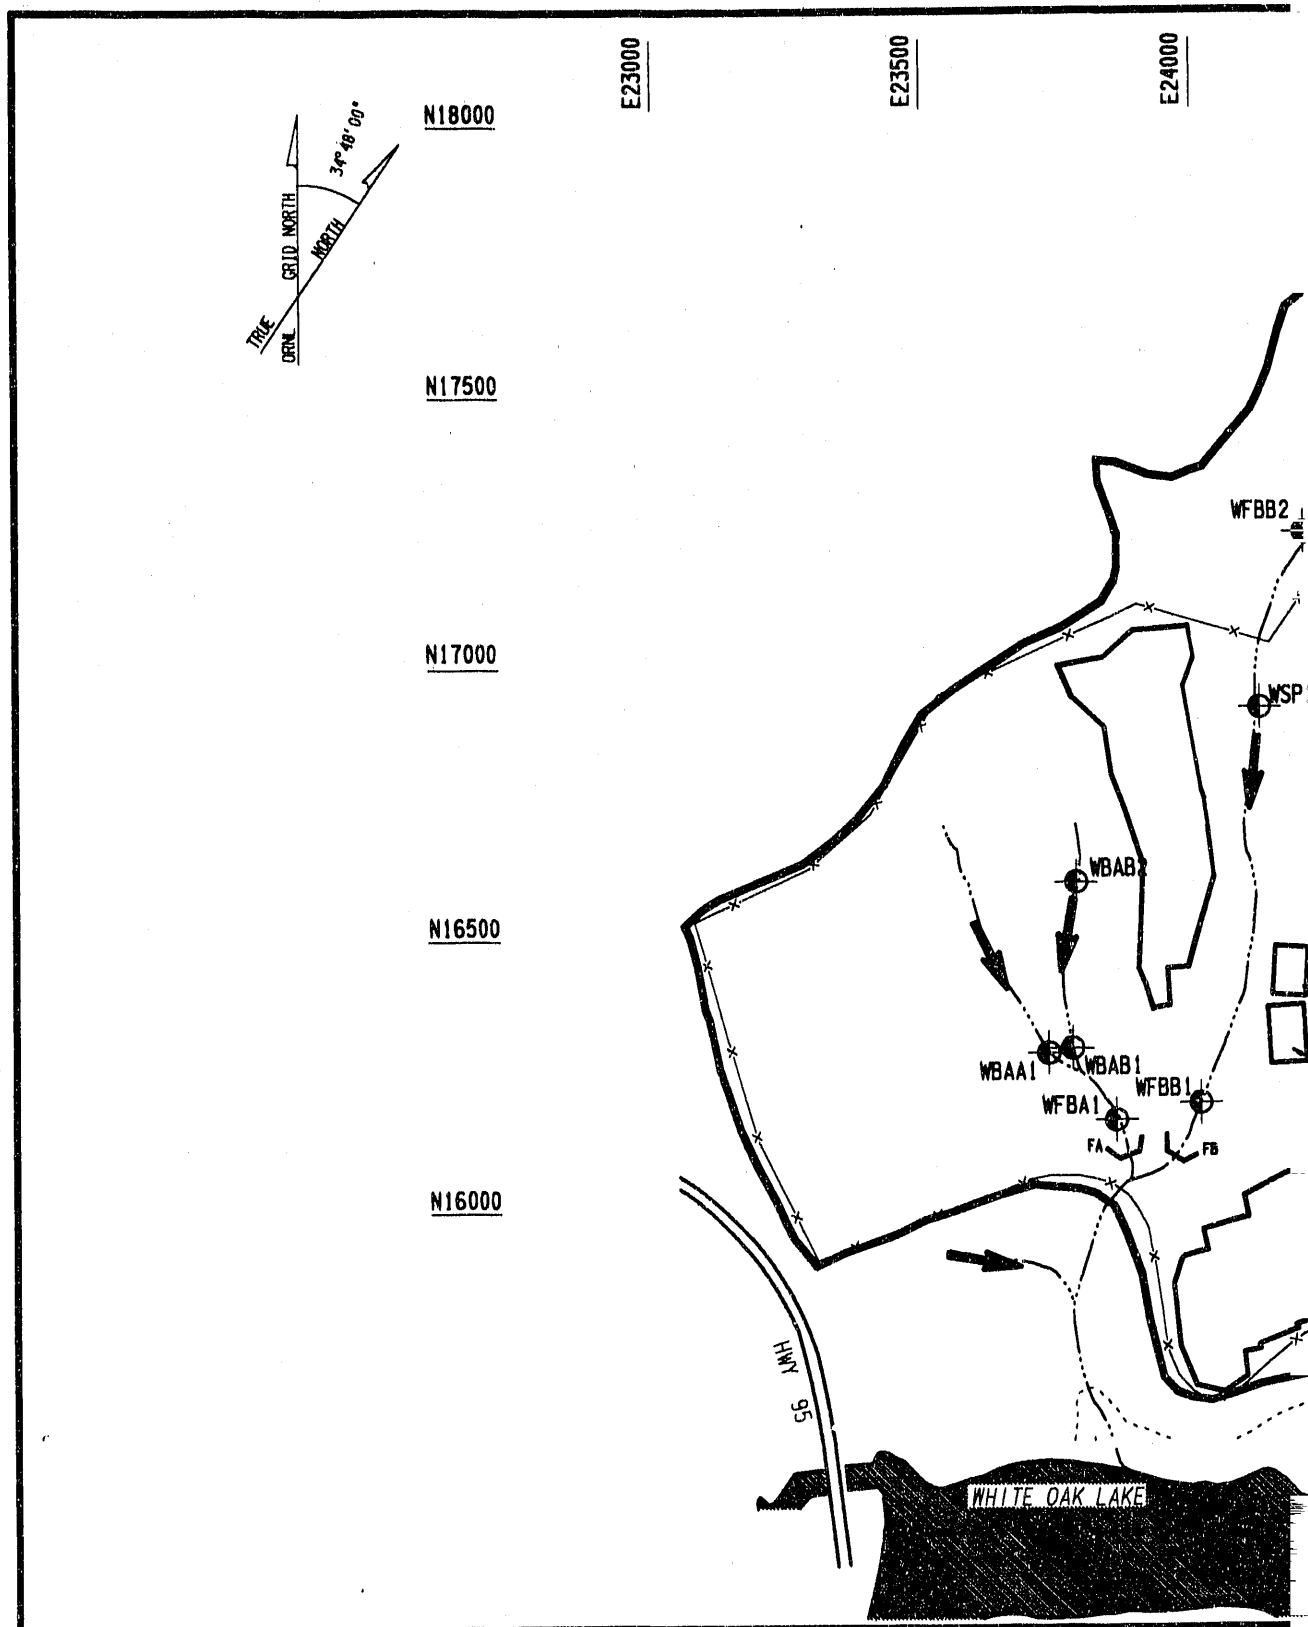 E23000
E23500
E24000
N18000
34°48'00"
ORNL GRID NORTH
TRUE NORTH
N17500
WFBB2
N17000
WSP
WBAB2
N16500
WBAA1
WBAB1
WFBB1
WFBA1
FA
FB
N16000
HWY 95
WHITE OAK LAKE